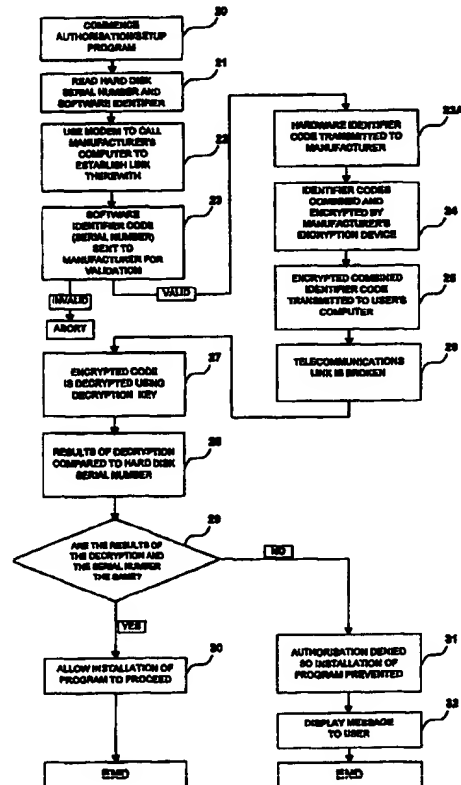 20
COMMENCE
AUTHORISATION/SETUP
PROGRAM
21
READ HARD DISK
SERIAL NUMBER AND
SOFTWARE IDENTIFIER
22
USE MODEM TO CALL
MANUFACTURER'S
COMPUTER TO
ESTABLISH LINK
THEREWITH
23
SOFTWARE
IDENTIFIER CODE
(SERIAL NUMBER)
SENT TO
MANUFACTURER FOR
VALIDATION
INVALID
VALID
ABORT
23A
HARDWARE IDENTIFIER
CODE TRANSMITTED TO
MANUFACTURER
24
IDENTIFIER CODES
COMBINED AND
ENCRYPTED BY
MANUFACTURER'S
ENCRYPTION DEVICE
25
ENCRYPTED COMBINED
IDENTIFIER CODE
TRANSMITTED TO USER'S
COMPUTER
26
TELECOMMUNICATIONS
LINK IS BROKEN
27
ENCRYPTED CODE
IS DECRYPTED USING
DECRYPTION KEY
28
RESULTS OF DECRYPTION
COMPARED TO HARD DISK
SERIAL NUMBER
29
ARE THE RESULTS OF
THE DECRYPTION AND
THE SERIAL NUMBER
THE SAME?
NO
YES
30
ALLOW INSTALLATION OF
PROGRAM TO PROCEED
END
31
AUTHORISATION DENIED
SO INSTALLATION OF
PROGRAM PREVENTED
32
DISPLAY MESSAGE
TO USER
END